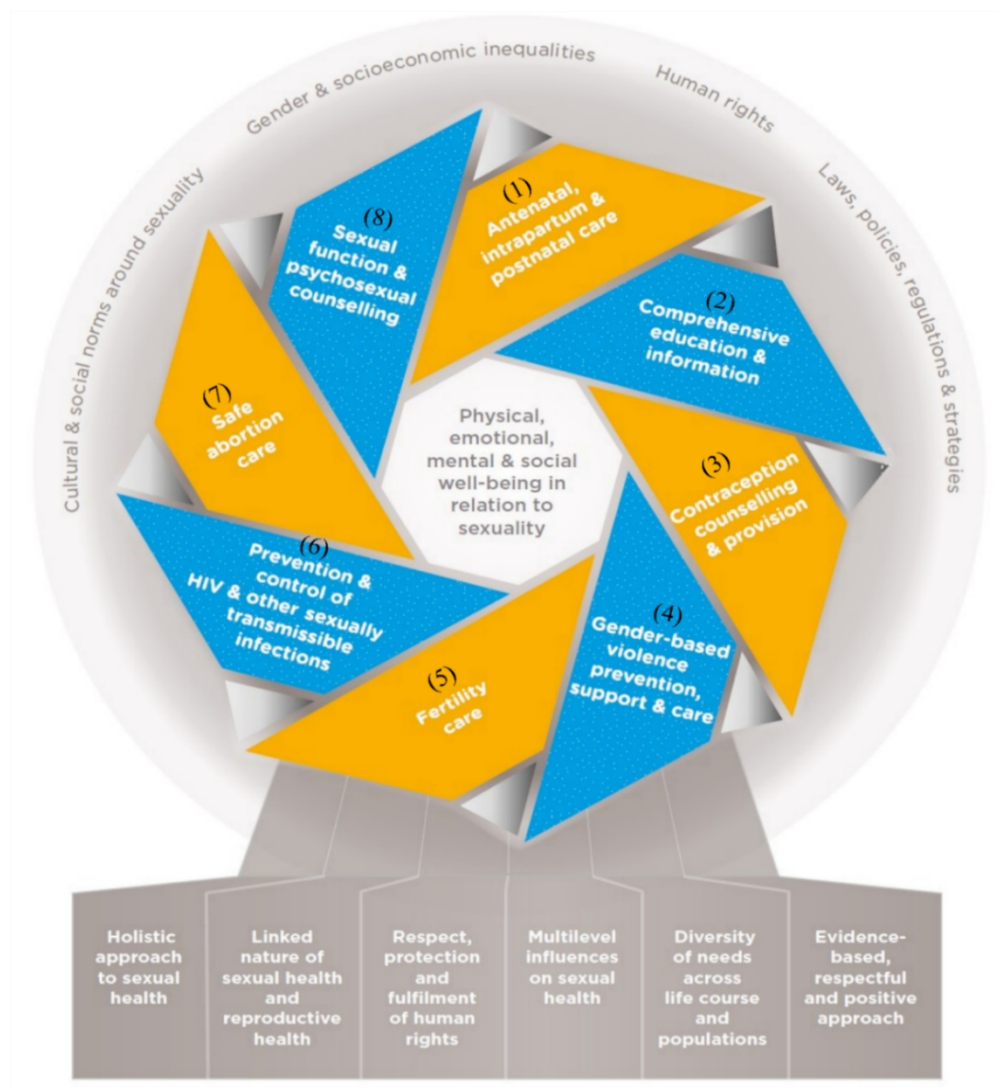 Cultural & social norms around sexuality
Gender & socioeconomic inequalities
Human rights
Laws, policies, regulations & strategies
(1)
Antenatal,
intrapartum &
postnatal care
(2)
Comprehensive
education &
information
(3)
Contraception
counselling
& provision
(4)
Gender-based
violence
prevention,
support & care
(5)
Fertility
care
(6)
Prevention &
control of
HIV & other sexually
transmissible
infections
(7)
Safe
abortion
care
(8)
Sexual
function &
psychosexual
counselling
Physical,
emotional,
mental & social
well-being in
relation to
sexuality
Holistic
approach
to sexual
health
Linked
nature of
sexual health
and
reproductive
health
Respect,
protection
and
fulfilment
of human
rights
Multilevel
influences
on sexual
health
Diversity
of needs
across
life course
and
populations
Evidence-
based,
respectful
and positive
approach